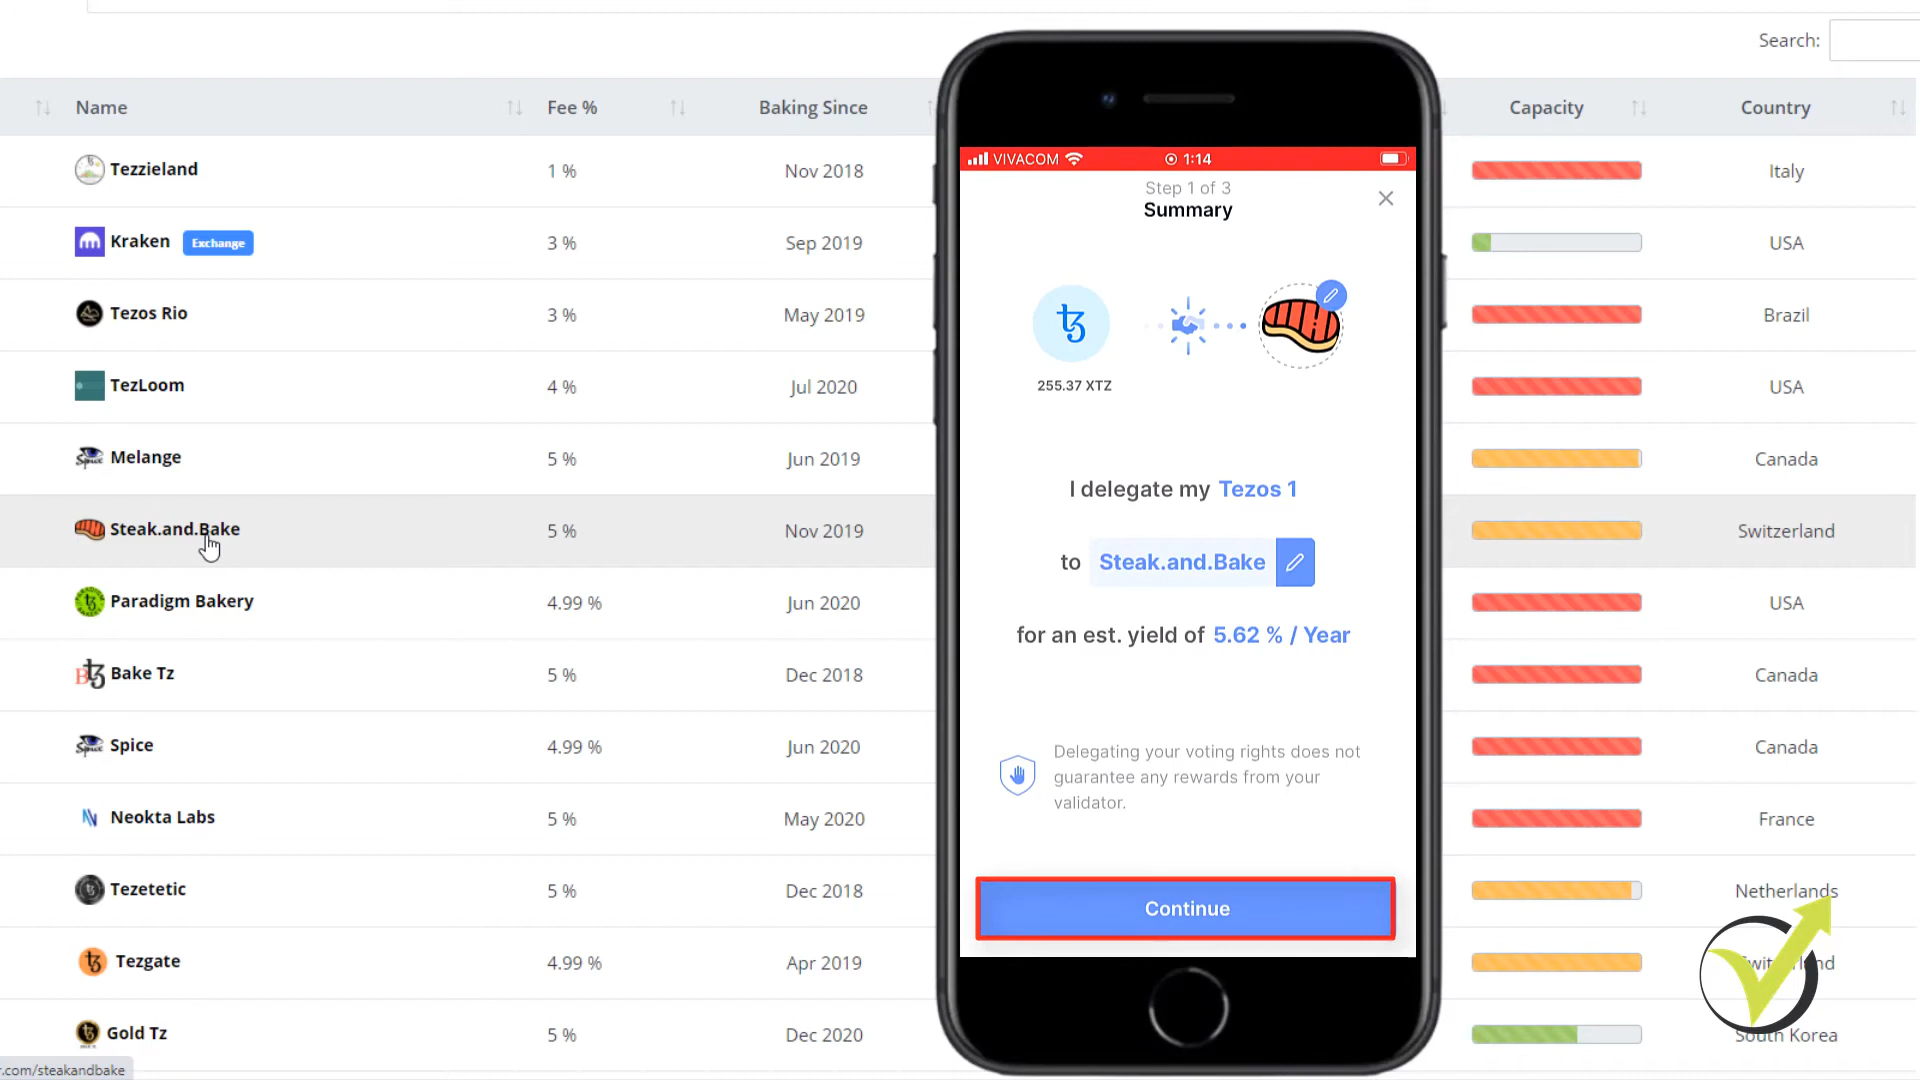 Search:
Name Fee % Baking Since Capacity Country
Tezzieland 1 % Nov 2018 Italy
Kraken Exchange 3 % Sep 2019 USA
Tezos Rio 3 % May 2019 Brazil
TezLoom 4 % Jul 2020 USA
Melange 5 % Jun 2019 Canada
Steak.and.Bake 5 % Nov 2019 Switzerland
Paradigm Bakery 4.99 % Jun 2020 USA
Bake Tz 5 % Dec 2018 Canada
Spice 4.99 % Jun 2020 Canada
Neokta Labs 5 % May 2020 France
Tezetetic 5 % Dec 2018 Netherlands
Tezgate 4.99 % Apr 2019
Gold Tz 5 % Dec 2020 South Korea
r.com/steakandbake
VIVACOM 1:14
Step 1 of 3
Summary
255.37 XTZ
I delegate my Tezos 1
to Steak.and.Bake
for an est. yield of 5.62 % / Year
Delegating your voting rights does not
guarantee any rewards from your
validator.
Continue